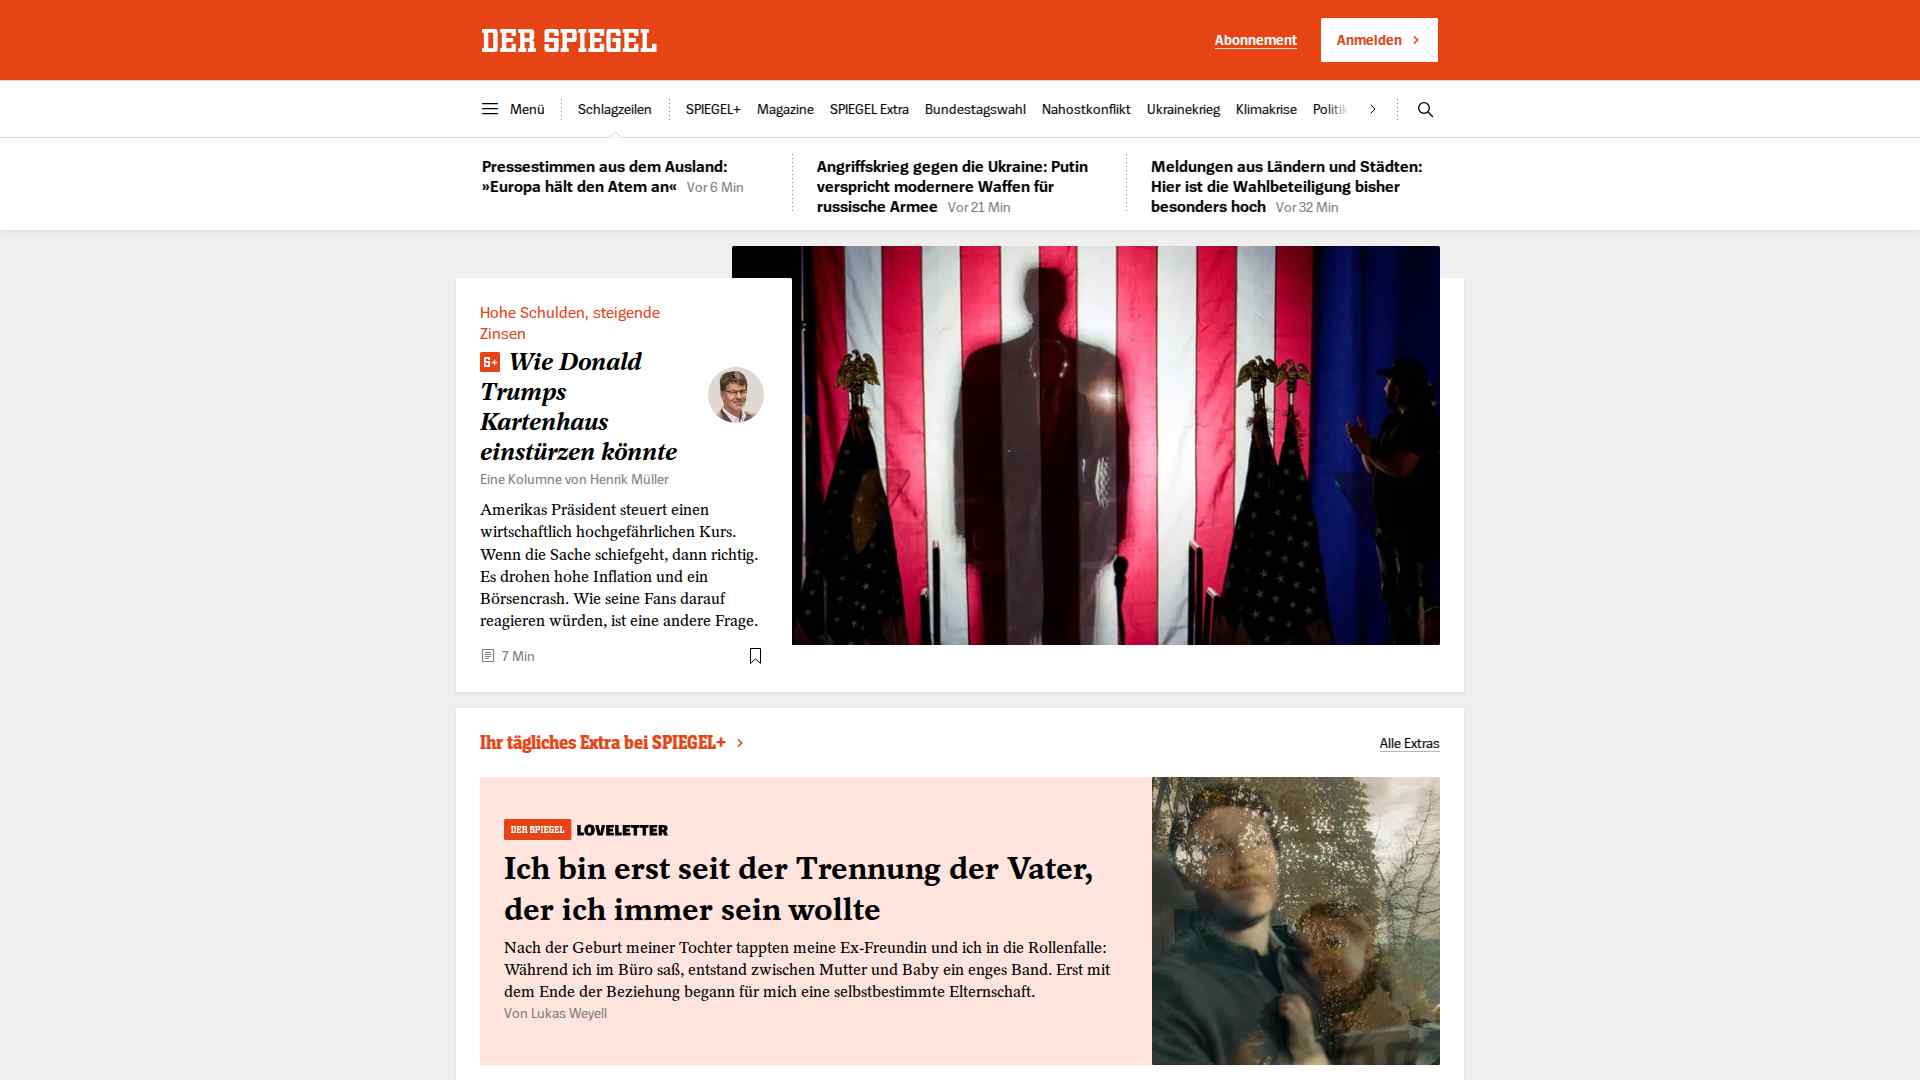 DER SPIEGEL
Abonnement
Anmelden
Menü
Schlagzeilen
SPIEGEL+
Magazine
SPIEGEL Extra
Bundestagswahl
Nahostkonflikt
Ukrainekrieg
Klimakrise
Politik
Pressestimmen aus dem Ausland:
»Europa hält den Atem an« Vor 6 Min
Angriffskrieg gegen die Ukraine: Putin
verspricht modernere Waffen für
russische Armee Vor 21 Min
Meldungen aus Ländern und Städten:
Hier ist die Wahlbeteiligung bisher
besonders hoch Vor 32 Min
Hohe Schulden, steigende
Zinsen
S+ Wie Donald
Trumps
Kartenhaus
einstürzen könnte
Eine Kolumne von Henrik Müller
Amerikas Präsident steuert einen
wirtschaftlich hochgefährlichen Kurs.
Wenn die Sache schiefgeht, dann richtig.
Es drohen hohe Inflation und ein
Börsencrash. Wie seine Fans darauf
reagieren würden, ist eine andere Frage.
7 Min
Ihr tägliches Extra bei SPIEGEL+
Alle Extras
DER SPIEGEL LOVELETTER
Ich bin erst seit der Trennung der Vater,
der ich immer sein wollte
Nach der Geburt meiner Tochter tappten meine Ex-Freundin und ich in die Rollenfalle:
Während ich im Büro saß, entstand zwischen Mutter und Baby ein enges Band. Erst mit
dem Ende der Beziehung begann für mich eine selbstbestimmte Elternschaft.
Von Lukas Weyell